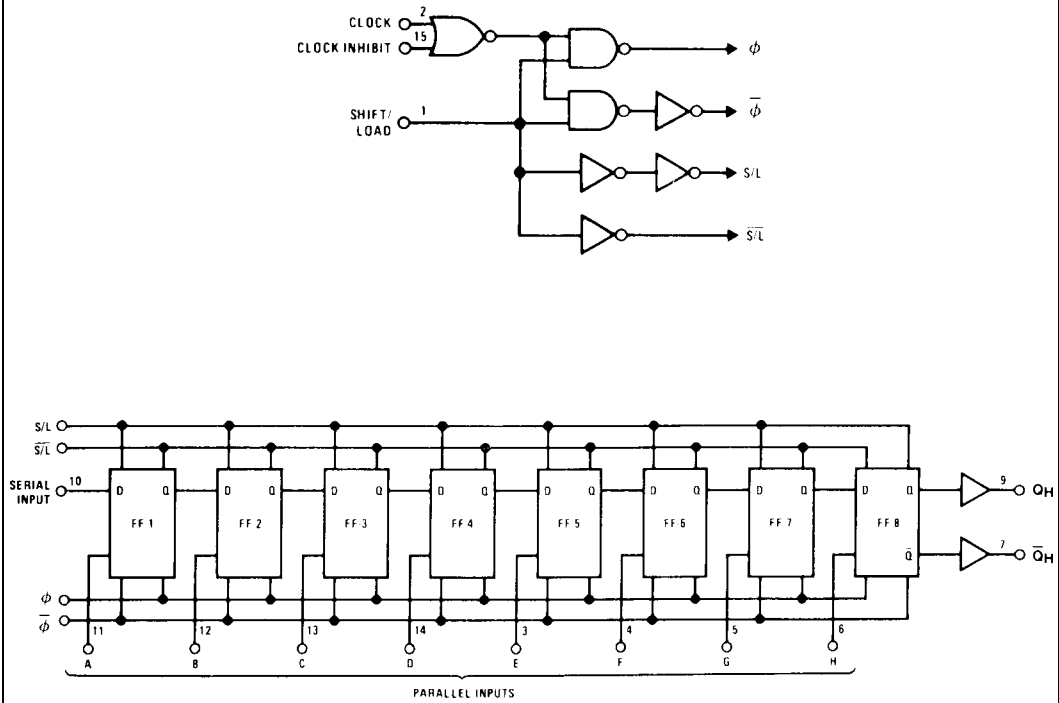 CLOCK 2
CLOCK INHIBIT 15
ϕ
SHIFT/
LOAD 1
ϕ̅
S/L
S̅/̅L̅
S/L
S̅/̅L̅
SERIAL
INPUT 10
D Q D Q D Q D Q D Q D Q D Q D Q
9 QH
FF 1 FF 2 FF 3 FF 4 FF 5 FF 6 FF 7 FF 8
Q̅ 7 Q̅H
ϕ
ϕ̅
11 12 13 14 3 4 5 6
A B C D E F G H
PARALLEL INPUTS